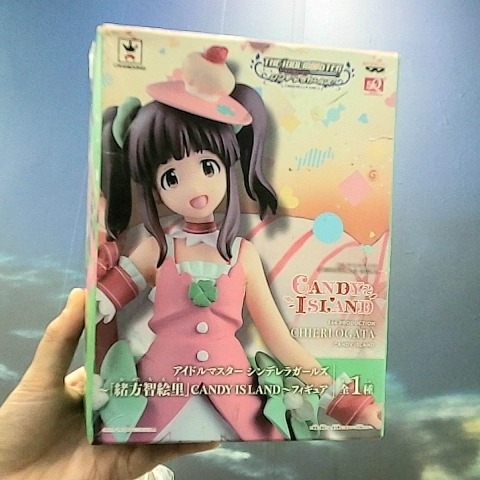 THE IDOLM@STER
CANDY
ISLAND
CHIERI OGATA
CANDY ISLAND
アイドルマスター シンデレラガールズ
～「緒方智絵里」CANDY ISLAND～フィギュア 全1種